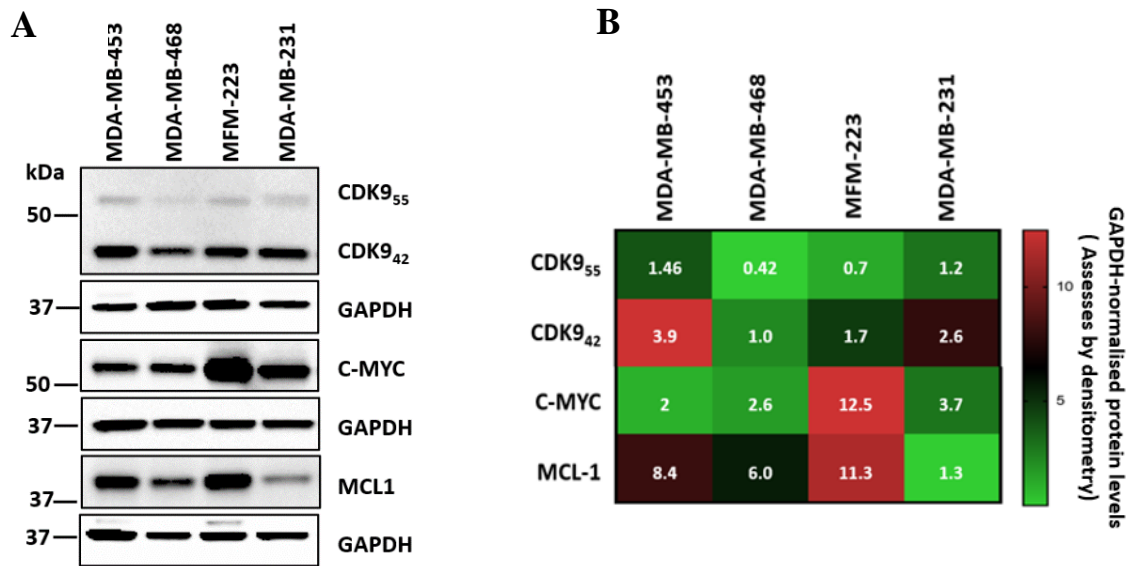 A
MDA-MB-453
MDA-MB-468
MFM-223
MDA-MB-231
kDa
50
CDK9₅₅
CDK9₄₂
37
GAPDH
C-MYC
50
37
GAPDH
MCL1
37
37
GAPDH
B
MDA-MB-453
MDA-MB-468
MFM-223
MDA-MB-231
CDK9₅₅ 1.46 0.42 0.7 1.2
CDK9₄₂ 3.9 1.0 1.7 2.6
C-MYC 2 2.6 12.5 3.7
MCL-1 8.4 6.0 11.3 1.3
10
5
GAPDH-normalised protein levels
( Assesses by densitometry)